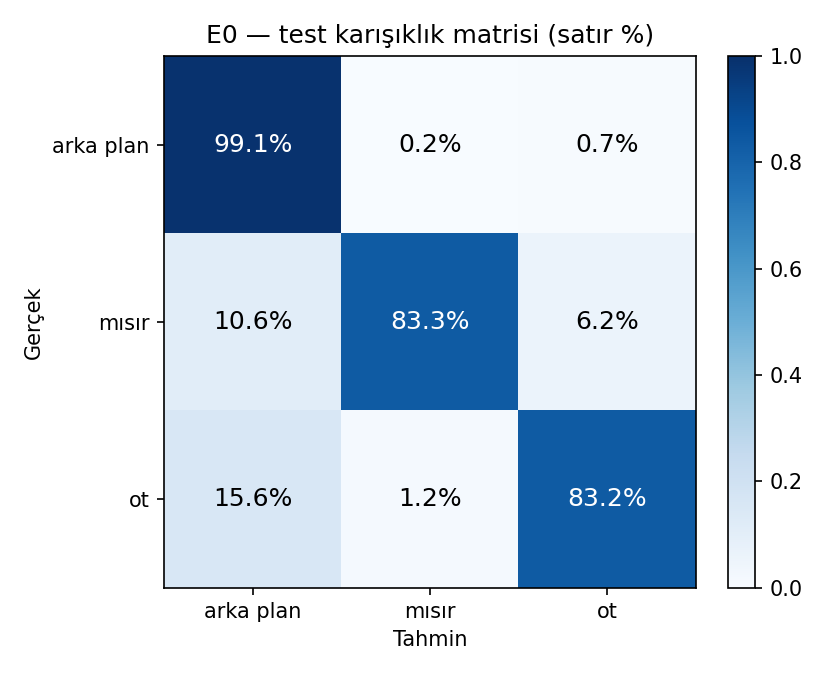 E0 — test karışıklık matrisi (satır %)
1.0
arka plan 99.1% 0.2% 0.7%
0.8
0.6
Gerçek
mısır 10.6% 83.3% 6.2%
0.4
0.2
ot 15.6% 1.2% 83.2%
0.0
arka plan mısır ot
Tahmin